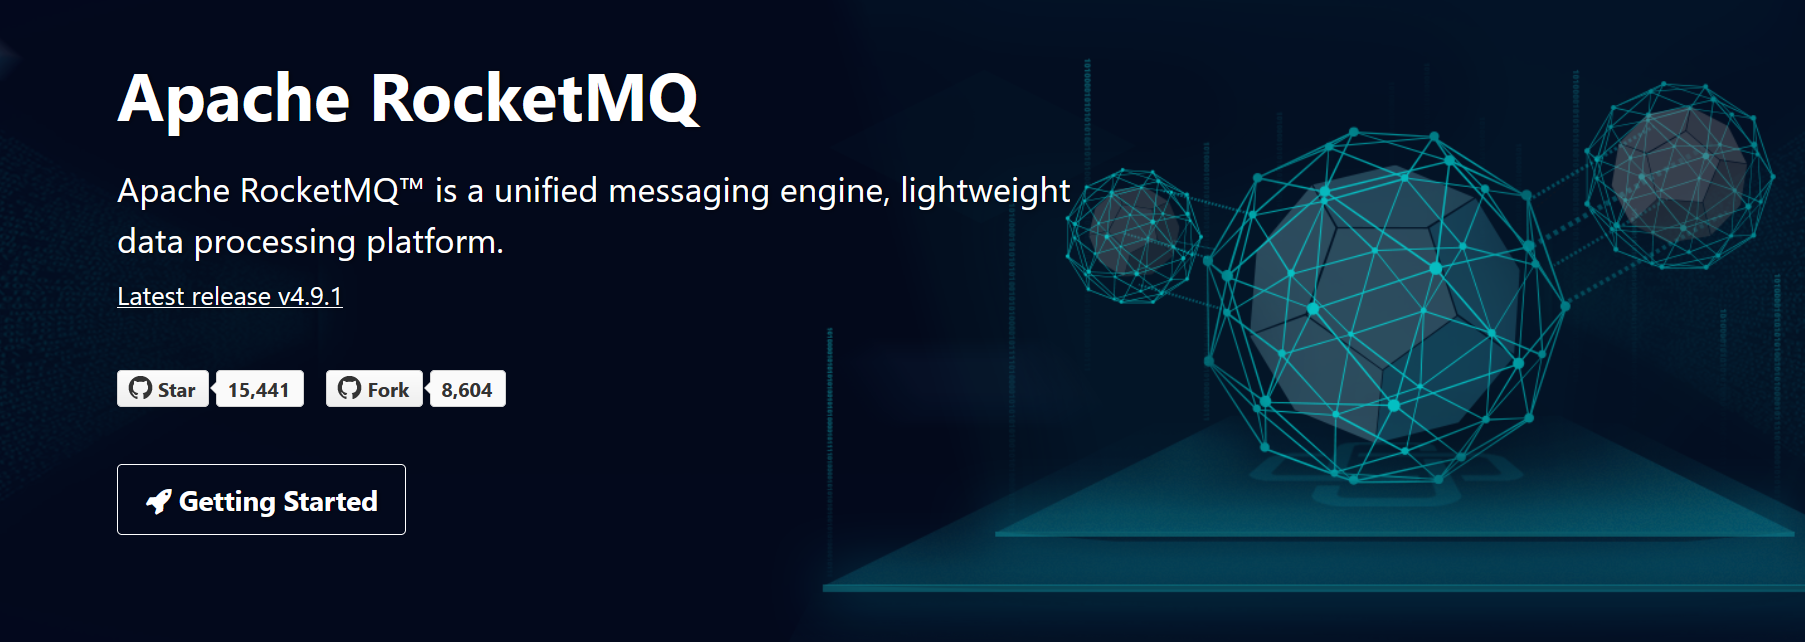 Apache RocketMQ
Apache RocketMQ™ is a unified messaging engine, lightweight
data processing platform.
Latest release v4.9.1
Star 15,441 Fork 8,604
Getting Started